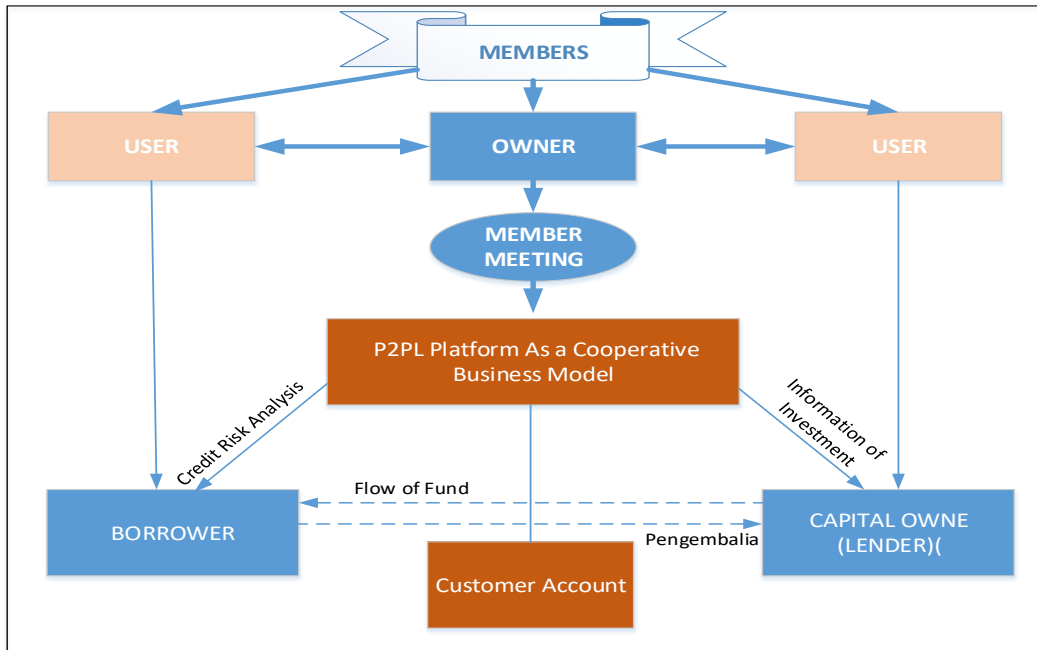 MEMBERS
USER
OWNER
USER
MEMBER
MEETING
P2PL Platform As a Cooperative
Business Model
Credit Risk Analysis
Information of
Investment
Flow of Fund
BORROWER
Pengembalia
CAPITAL OWNE
(LENDER)(
Customer Account